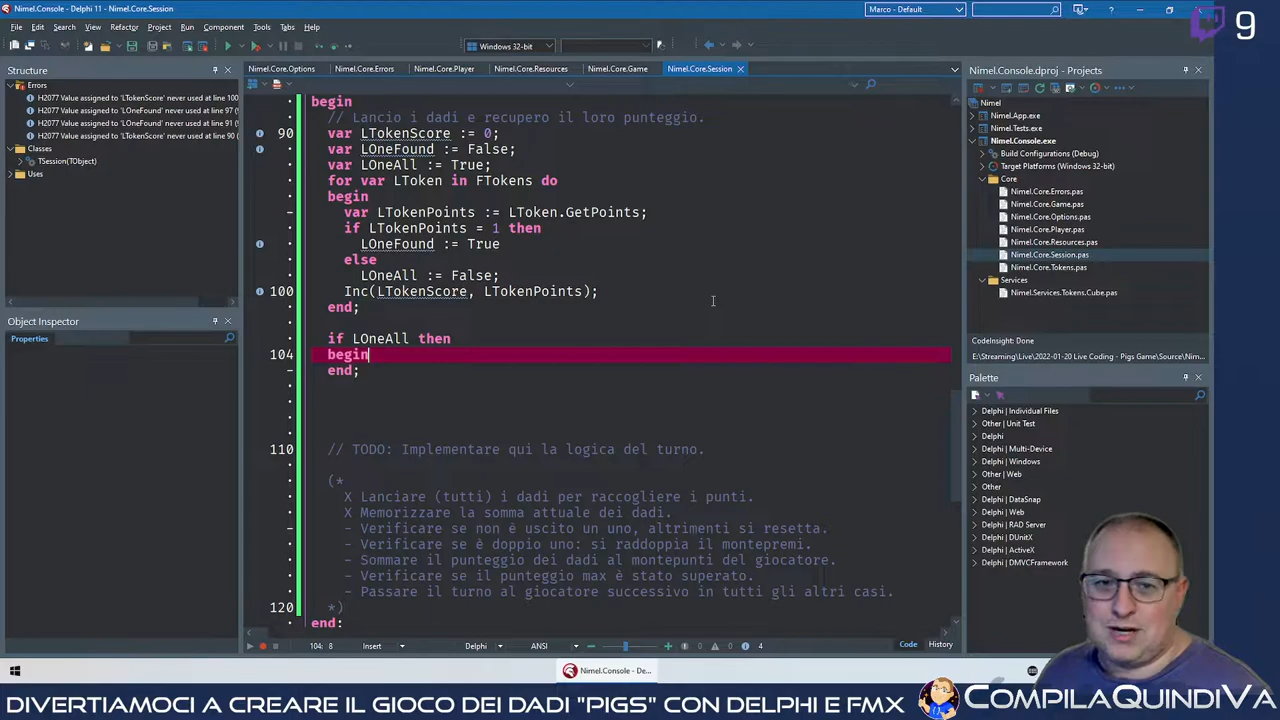 Nimel.Console - Delphi 11 - Nimel.Core.Session
Marco - Default
9
File Edit Search View Refactor Project Run Component Tools Tabs Help
Windows 32-bit
Structure
Errors
H2077 Value assigned to 'LTokenScore' never used at line 100
H2077 Value assigned to 'LOneFound' never used at line 97 (9
H2077 Value assigned to 'LOneFound' never used at line 91 (5
H2077 Value assigned to 'LTokenScore' never used at line 90 (
Classes
TSession(TObject)
Uses
Object Inspector
Properties
Nimel.Core.Options Nimel.Core.Errors Nimel.Core.Player Nimel.Core.Resources Nimel.Core.Game Nimel.Core.Session
begin
// Lancio i dadi e recupero il loro punteggio.
90 var LTokenScore := 0;
var LOneFound := False;
var LOneAll := True;
for var LToken in FTokens do
begin
var LTokenPoints := LToken.GetPoints;
if LTokenPoints = 1 then
LOneFound := True
else
LOneAll := False;
100 Inc(LTokenScore, LTokenPoints);
end;
if LOneAll then
104 begin
end;
110 // TODO: Implementare qui la logica del turno.
(*
X Lanciare (tutti) i dadi per raccogliere i punti.
X Memorizzare la somma attuale dei dadi.
- Verificare se non è uscito un uno, altrimenti si resetta.
- Verificare se è doppio uno: si raddoppia il montepremi.
- Sommare il punteggio dei dadi al montepunti del giocatore.
- Verificare se il punteggio max è stato superato.
- Passare il turno al giocatore successivo in tutti gli altri casi.
120 *)
end;
104: 8 Insert Delphi ANSI 0 0 4 Code History
Nimel.Console.dproj - Projects
Nimel
Nimel.App.exe
Nimel.Tests.exe
Nimel.Console.exe
Build Configurations (Debug)
Target Platforms (Windows 32-bit)
Core
Nimel.Core.Errors.pas
Nimel.Core.Game.pas
Nimel.Core.Options.pas
Nimel.Core.Player.pas
Nimel.Core.Resources.pas
Nimel.Core.Session.pas
Nimel.Core.Tokens.pas
Services
Nimel.Services.Tokens.Cube.pas
CodeInsight: Done
E:\Streaming\Live\2022-01-20 Live Coding - Pigs Game\Source\Nim...
Palette
Delphi | Individual Files
Other | Unit Test
Delphi
Delphi | Multi-Device
Delphi | Windows
Other | Web
Other
Delphi | DataSnap
Delphi | Web
Delphi | RAD Server
Delphi | DUnitX
Delphi | ActiveX
Delphi | DMVCFramework
Nimel.Console - De...
DIVERTIAMOCI A CREARE IL GIOCO DEI DADI "PIGS" CON DELPHI E FMX
COMPILAQUINDIVA